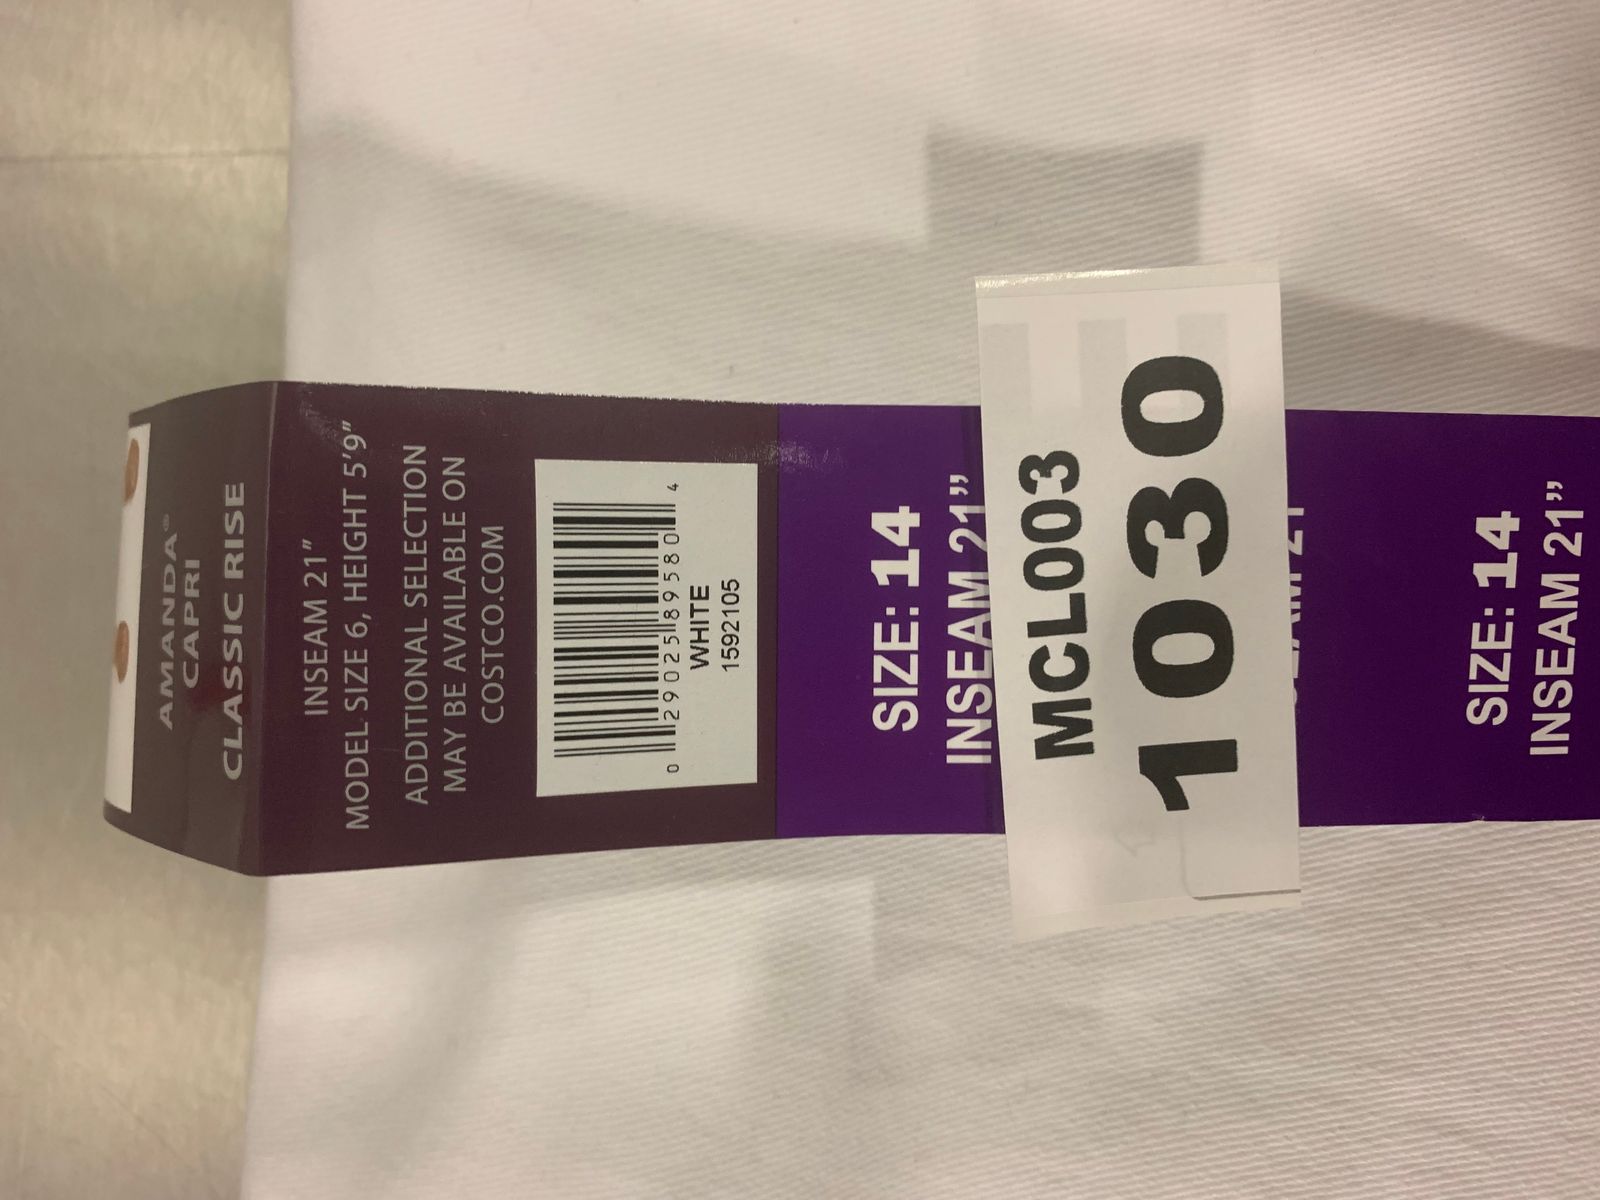 AMANDA®
CAPRI
CLASSIC RISE
INSEAM 21"
MODEL SIZE 6, HEIGHT 5'9"
ADDITIONAL SELECTION
MAY BE AVAILABLE ON
COSTCO.COM
0 29025 89580 4
WHITE
1592105
SIZE: 14
INSEAM 21”
MCL003
1030
SIZE: 14
INSEAM 21”